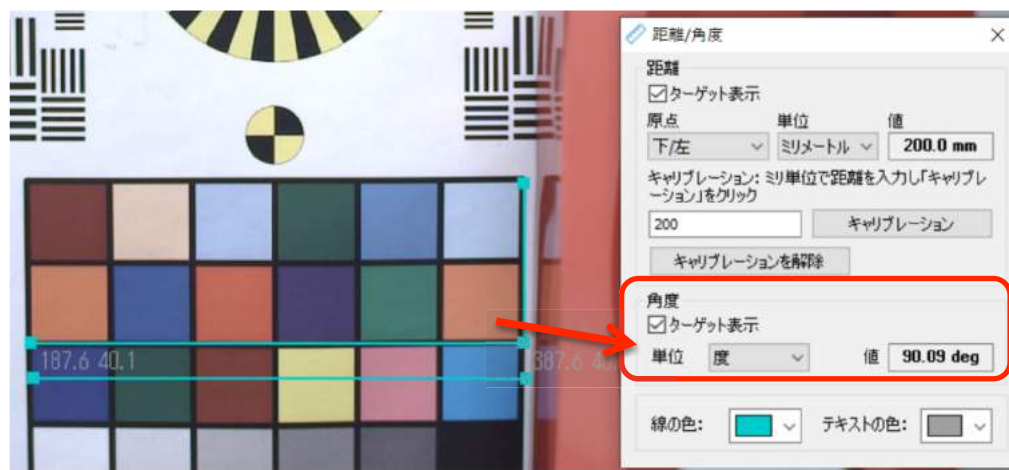 距離/角度
距離
ターゲット表示
原点 単位 値
下/左 ミリメートル 200.0 mm
キャリブレーション: ミリ単位で距離を入力し「キャリブレ
ーション」をクリック
200 キャリブレーション
キャリブレーションを解除
角度
ターゲット表示
単位 度 値 90.09 deg
線の色: テキストの色:
187.6 40.1
387.6 40.